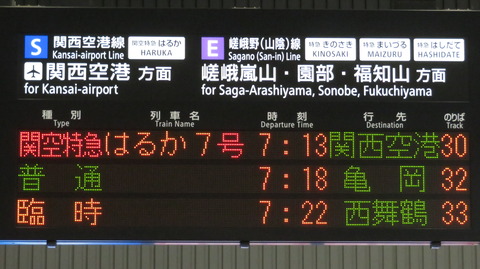 S 関西空港線 関空特急 はるか E 嵯峨野(山陰)線 特急 きのさき 特急 まいづる 特急 はしだて
Kansai-airport Line HARUKA Sagano (San-in) Line KINOSAKI MAIZURU HASHIDATE
関西空港 方面 嵯峨嵐山・園部・福知山 方面
for Kansai-airport for Saga-Arashiyama, Sonobe, Fukuchiyama
種別 列車名 時刻 行先 のりば
Type Train Name Departure Time Destination Track
関空特急 はるか 7号 7:13 関西空港 30
普通 7:18 亀岡 32
臨時 7:22 西舞鶴 33